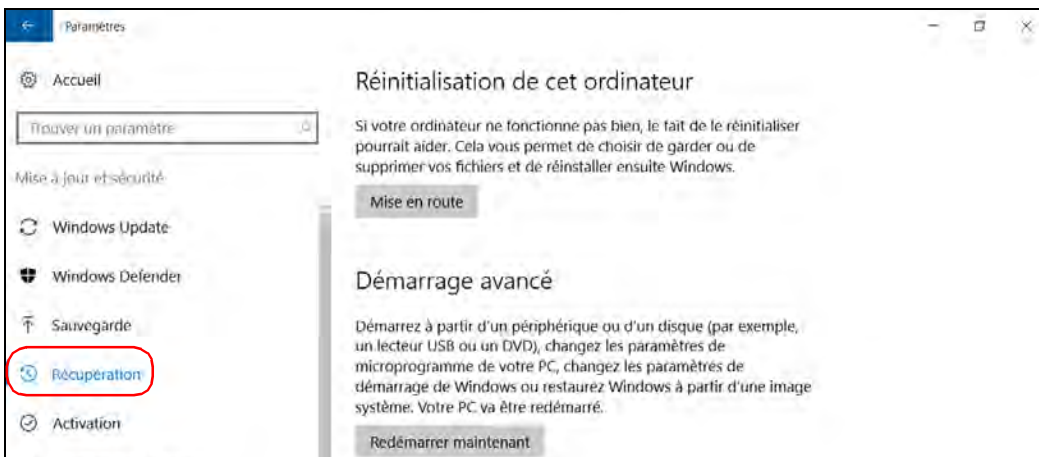 Paramètres
Accueil
Trouver un paramètre
Mise à jour et sécurité
Windows Update
Windows Defender
Sauvegarde
Récupération
Activation
Réinitialisation de cet ordinateur
Si votre ordinateur ne fonctionne pas bien, le fait de le réinitialiser
pourrait aider. Cela vous permet de choisir de garder ou de
supprimer vos fichiers et de réinstaller ensuite Windows.
Mise en route
Démarrage avancé
Démarrez à partir d'un périphérique ou d'un disque (par exemple,
un lecteur USB ou un DVD), changez les paramètres de
microprogramme de votre PC, changez les paramètres de
démarrage de Windows ou restaurez Windows à partir d'une image
système. Votre PC va être redémarré.
Redémarrer maintenant